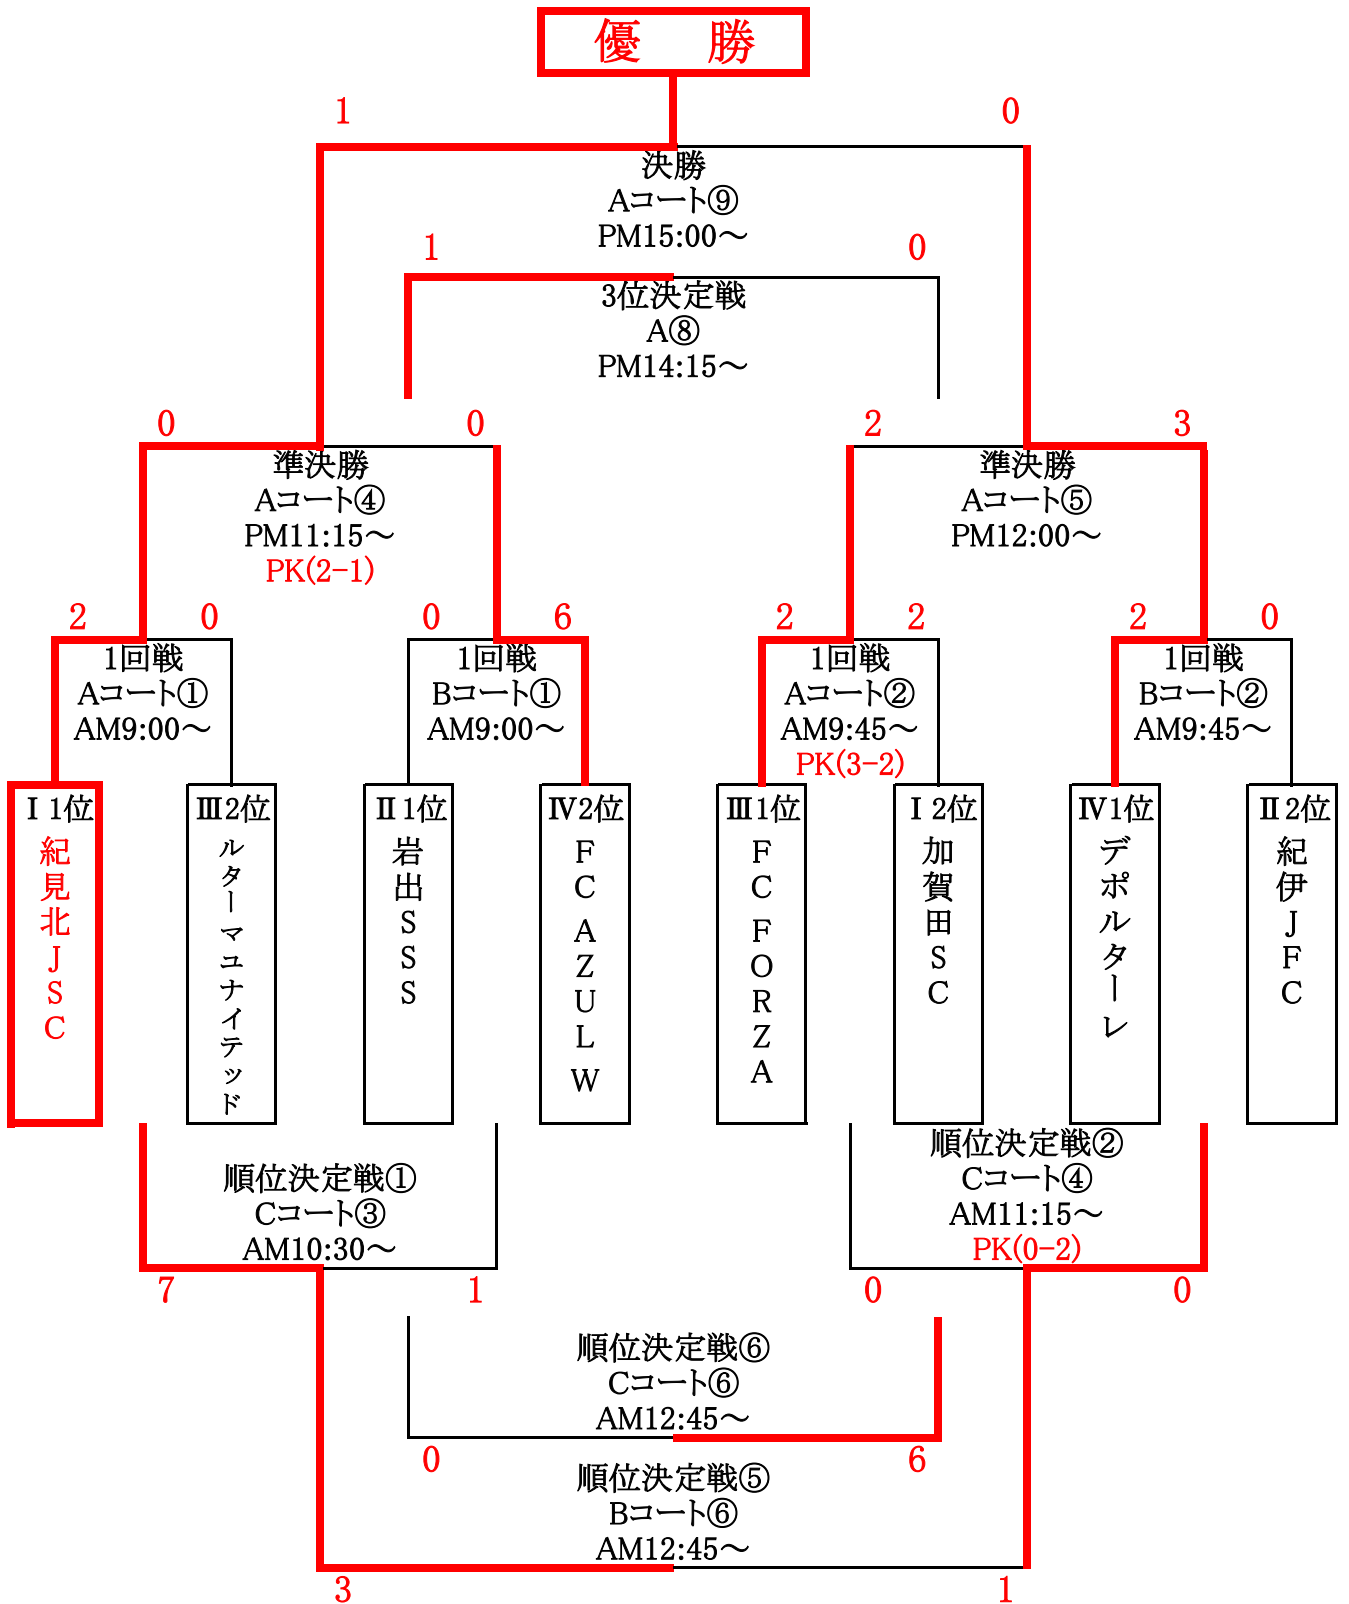 優　勝
1
0
決勝
Aコート⑨
PM15:00～
1
0
3位決定戦
A⑧
PM14:15～
0
0
準決勝
Aコート④
PM11:15～
PK(2-1)
2
3
準決勝
Aコート⑤
PM12:00～
2
0
1回戦
Aコート①
AM9:00～
0
6
1回戦
Bコート①
AM9:00～
2
2
1回戦
Aコート②
AM9:45～
PK(3-2)
2
0
1回戦
Bコート②
AM9:45～
Ⅰ1位
紀見北JSC
Ⅲ2位
ルターマユナイテッド
Ⅱ1位
岩出SSS
Ⅳ2位
FC AZUL W
Ⅲ1位
FC FORZA
Ⅰ2位
加賀田SC
Ⅳ1位
デポルターレ
Ⅱ2位
紀伊JFC
順位決定戦①
Cコート③
AM10:30～
7
1
順位決定戦②
Cコート④
AM11:15～
PK(0-2)
0
0
順位決定戦⑥
Cコート⑥
AM12:45～
0
6
順位決定戦⑤
Bコート⑥
AM12:45～
3
1